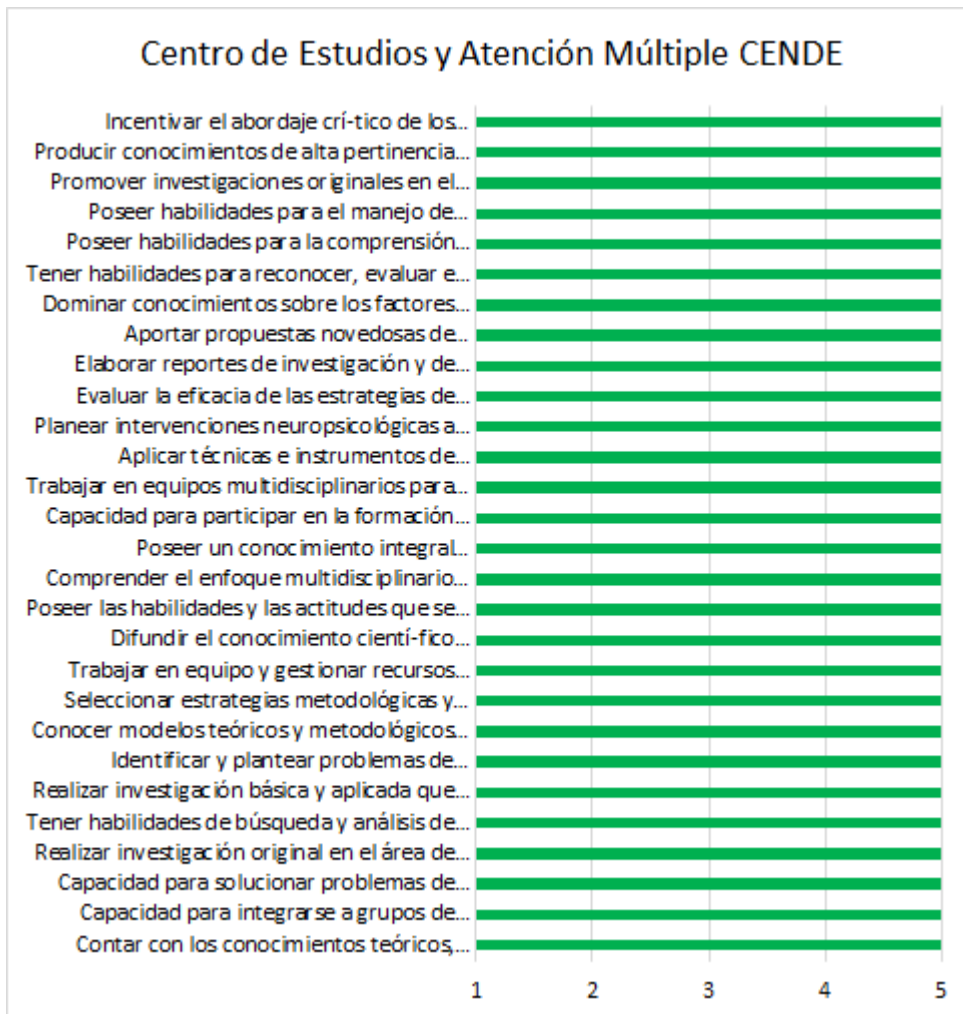 Centro de Estudios y Atención Múltiple CENDE
Incentivar el abordaje crí-tico de los...
Producir conocimientos de alta pertinencia...
Promover investigaciones originales en el...
Poseer habilidades para el manejo de...
Poseer habilidades para la comprensión...
Tener habilidades para reconocer, evaluar e...
Dominar conocimientos sobre los factores...
Aportar propuestas novedosas de...
Elaborar reportes de investigación y de...
Evaluar la eficacia de las estrategias de...
Planear intervenciones neuropsicológicas a...
Aplicar técnicas e instrumentos de...
Trabajar en equipos multidisciplinarios para...
Capacidad para participar en la formación...
Poseer un conocimiento integral...
Comprender el enfoque multidisciplinario...
Poseer las habilidades y las actitudes que se...
Difundir el conocimiento cientí-fico...
Trabajar en equipo y gestionar recursos...
Seleccionar estrategias metodológicas y...
Conocer modelos teóricos y metodológicos...
Identificar y plantear problemas de...
Realizar investigación básica y aplicada que...
Tener habilidades de búsqueda y análisis de...
Realizar investigación original en el área de...
Capacidad para solucionar problemas de...
Capacidad para integrarse a grupos de...
Contar con los conocimientos teóricos,...
1 2 3 4 5